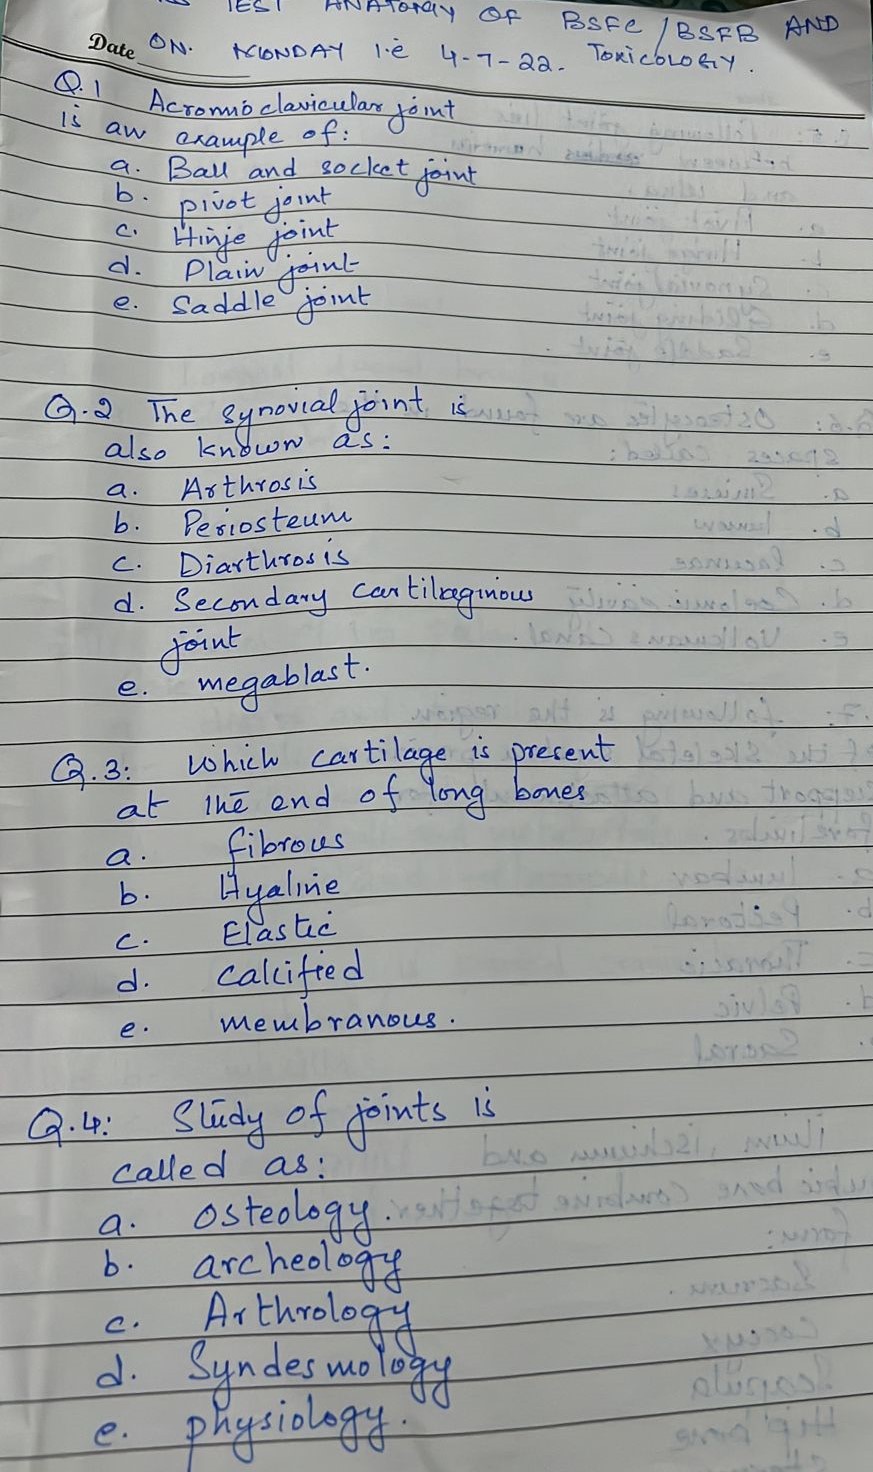 TEST ANATOMY OF BSFC / BSFB AND
Date ON. MONDAY i.e 4-7-22. TOXICOLOGY.
Q.1 Acromioclavicular joint
is an example of:
a. Ball and socket joint
b. pivot joint
c. Hinje joint
d. Plain joint
e. Saddle joint
Q.2 The synovial joint is
also known as:
a. Arthrosis
b. Periosteum
c. Diarthrosis
d. Secondary cartilaginous
joint
e. megablast.
Q.3: Which cartilage is present
at the end of long bones
a. fibrous
b. Hyaline
c. Elastic
d. calcified
e. membranous.
Q.4: Study of joints is
called as:
a. osteology.
b. archeology
c. Arthrology
d. Syndesmology
e. physiology.